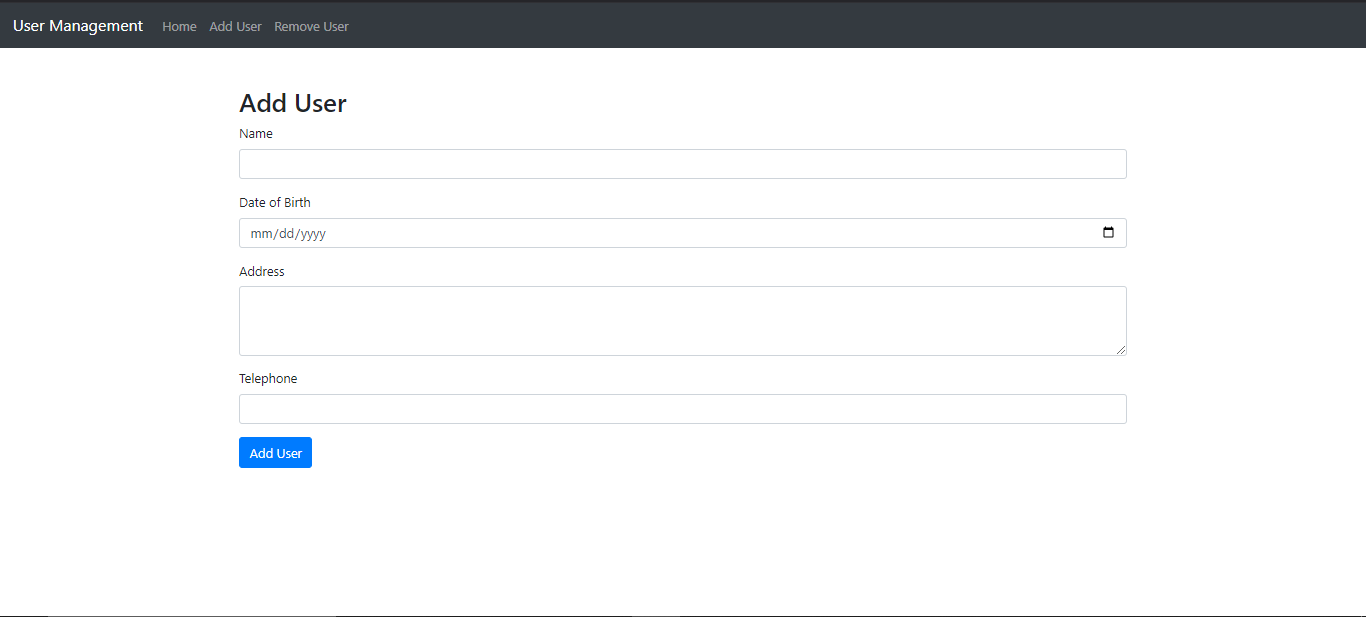 User Management Home Add User Remove User
Add User
Name
Date of Birth
mm/dd/yyyy
Address
Telephone
Add User